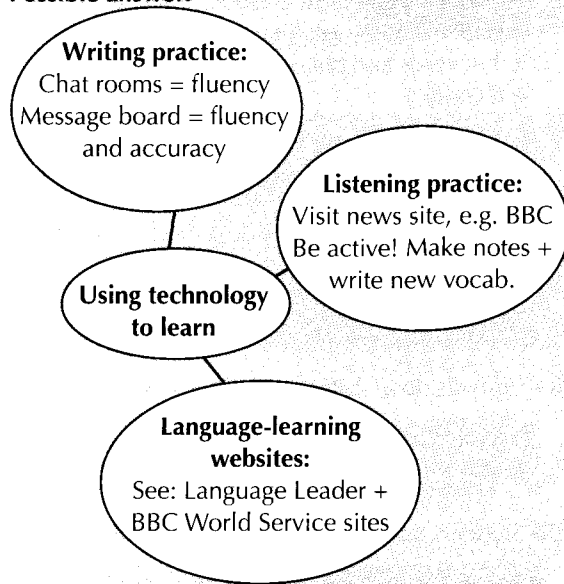 Possible answer:
Writing practice:
Chat rooms = fluency
Message board = fluency
and accuracy
Listening practice:
Visit news site, e.g. BBC
Be active! Make notes +
write new vocab.
Using technology
to learn
Language-learning
websites:
See: Language Leader +
BBC World Service sites